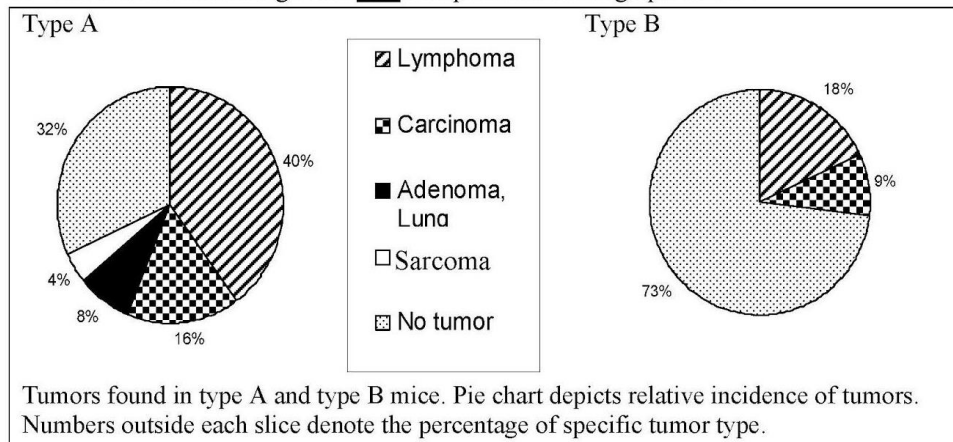 Type A
Type B
Lymphoma
Carcinoma
Adenoma,
Lung
Sarcoma
No tumor
32%
40%
4%
8%
16%
18%
9%
73%
Tumors found in type A and type B mice. Pie chart depicts relative incidence of tumors.
Numbers outside each slice denote the percentage of specific tumor type.